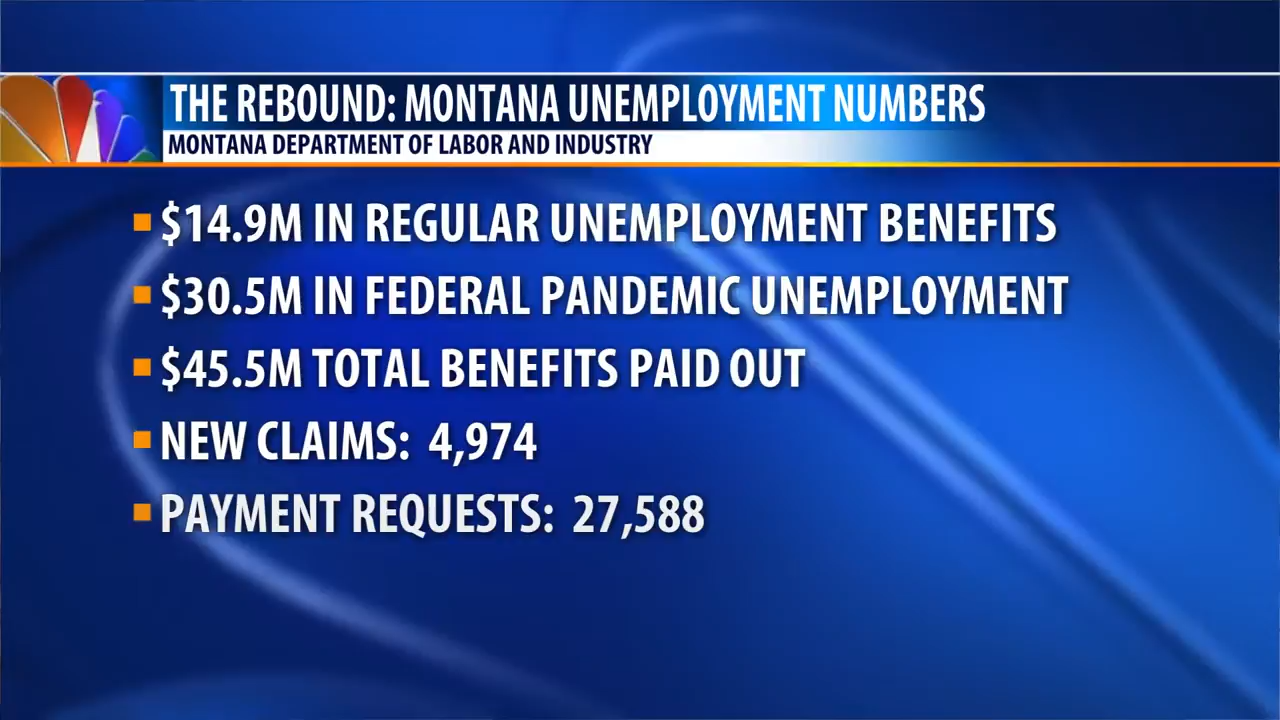 THE REBOUND: MONTANA UNEMPLOYMENT NUMBERS
MONTANA DEPARTMENT OF LABOR AND INDUSTRY
$14.9M IN REGULAR UNEMPLOYMENT BENEFITS
$30.5M IN FEDERAL PANDEMIC UNEMPLOYMENT
$45.5M TOTAL BENEFITS PAID OUT
NEW CLAIMS: 4,974
PAYMENT REQUESTS: 27,588